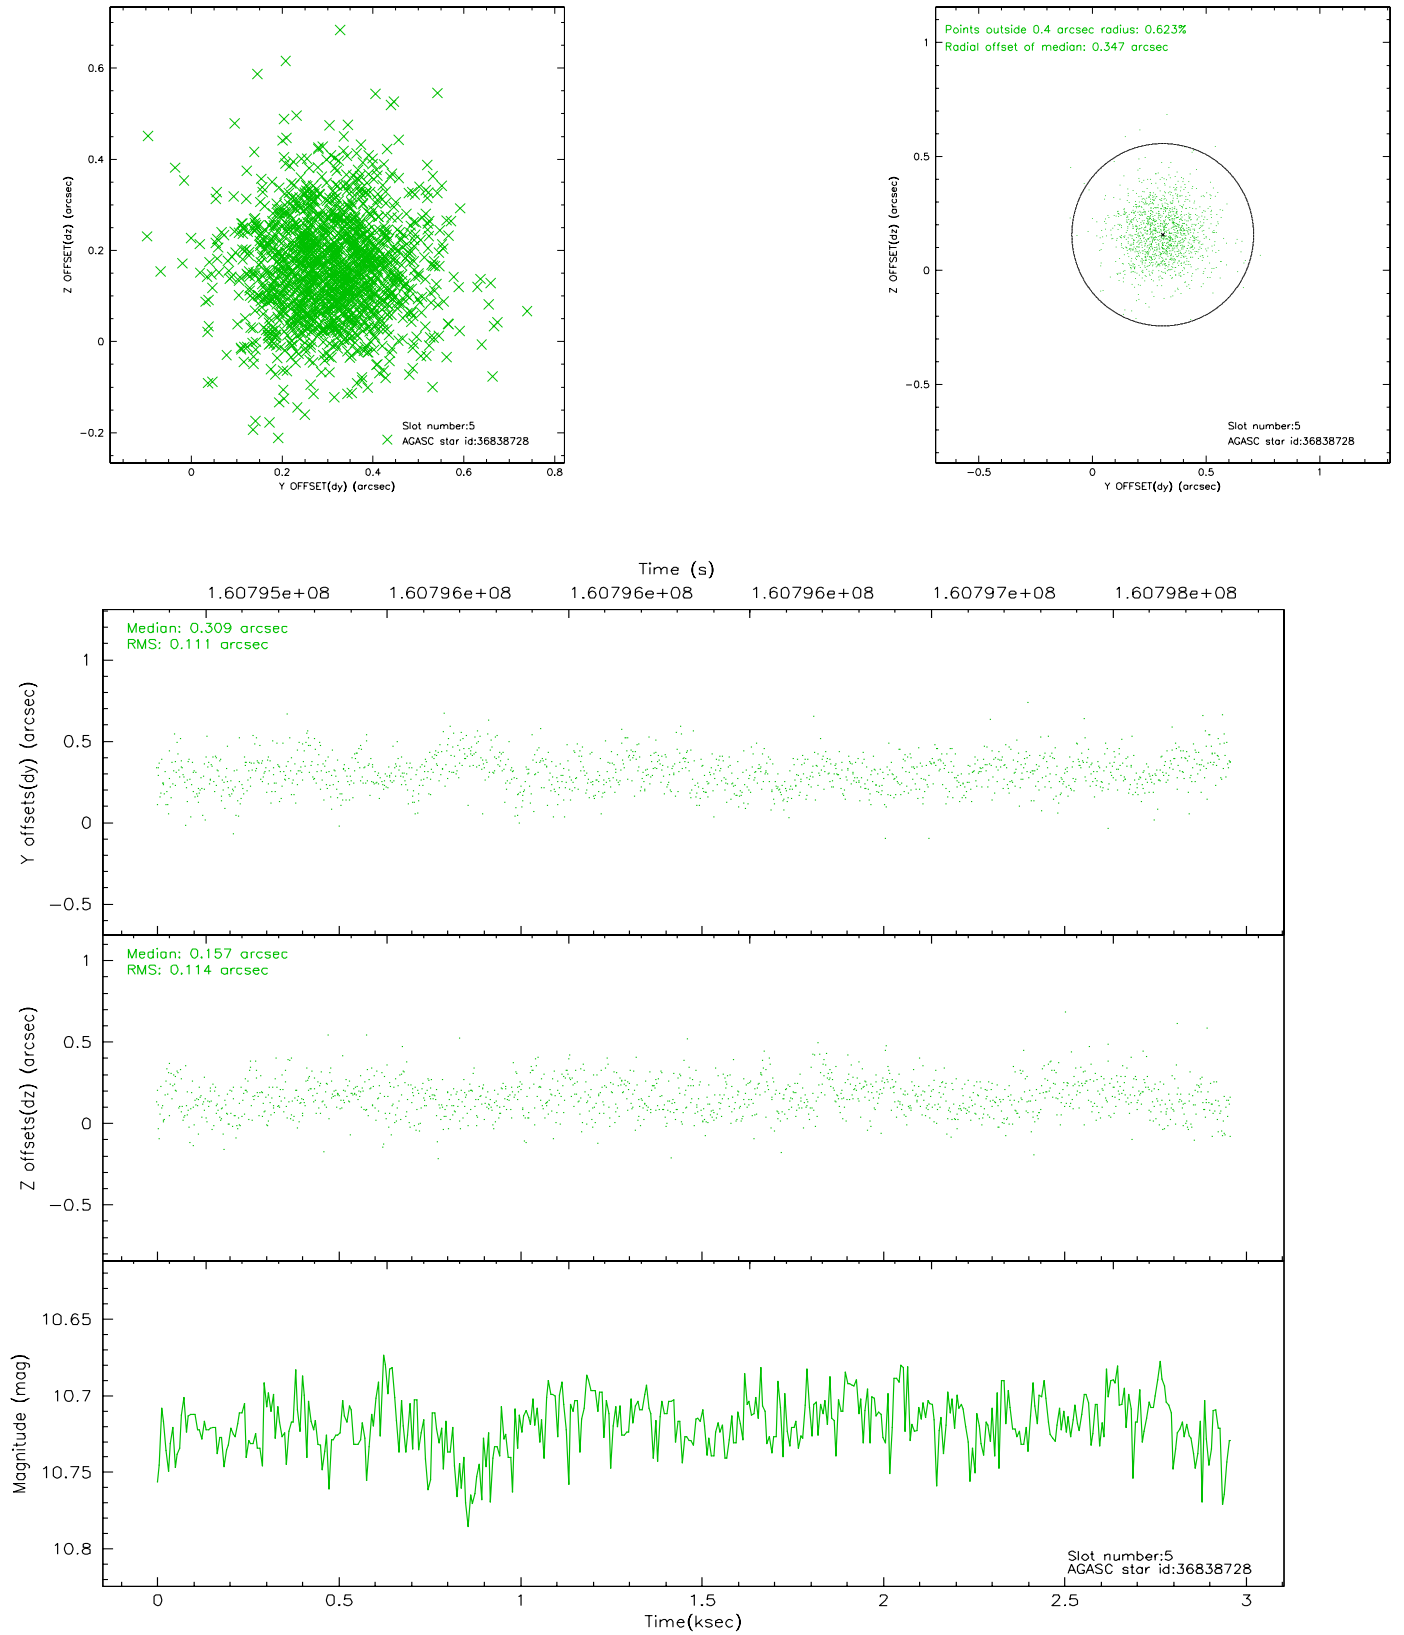 0.6
0.4
0.2
0
−0.2
Z OFFSET(dz) (arcsec)
Slot number:5
AGASC star id:36838728
0 0.2 0.4 0.6 0.8
Y OFFSET(dy) (arcsec)
Points outside 0.4 arcsec radius: 0.623%
Radial offset of median: 0.347 arcsec
1
0.5
0
−0.5
Z OFFSET(dz) (arcsec)
Slot number:5
AGASC star id:36838728
−0.5 0 0.5 1
Y OFFSET(dy) (arcsec)
Time (s)
1.60795e+08 1.60796e+08 1.60796e+08 1.60796e+08 1.60797e+08 1.60798e+08
Median: 0.309 arcsec
RMS: 0.111 arcsec
1
0.5
0
−0.5
Y offsets(dy) (arcsec)
Median: 0.157 arcsec
RMS: 0.114 arcsec
1
0.5
0
−0.5
Z offsets(dz) (arcsec)
10.65
10.7
10.75
10.8
Magnitude (mag)
Slot number:5
AGASC star id:36838728
0 0.5 1 1.5 2 2.5 3
Time(ksec)